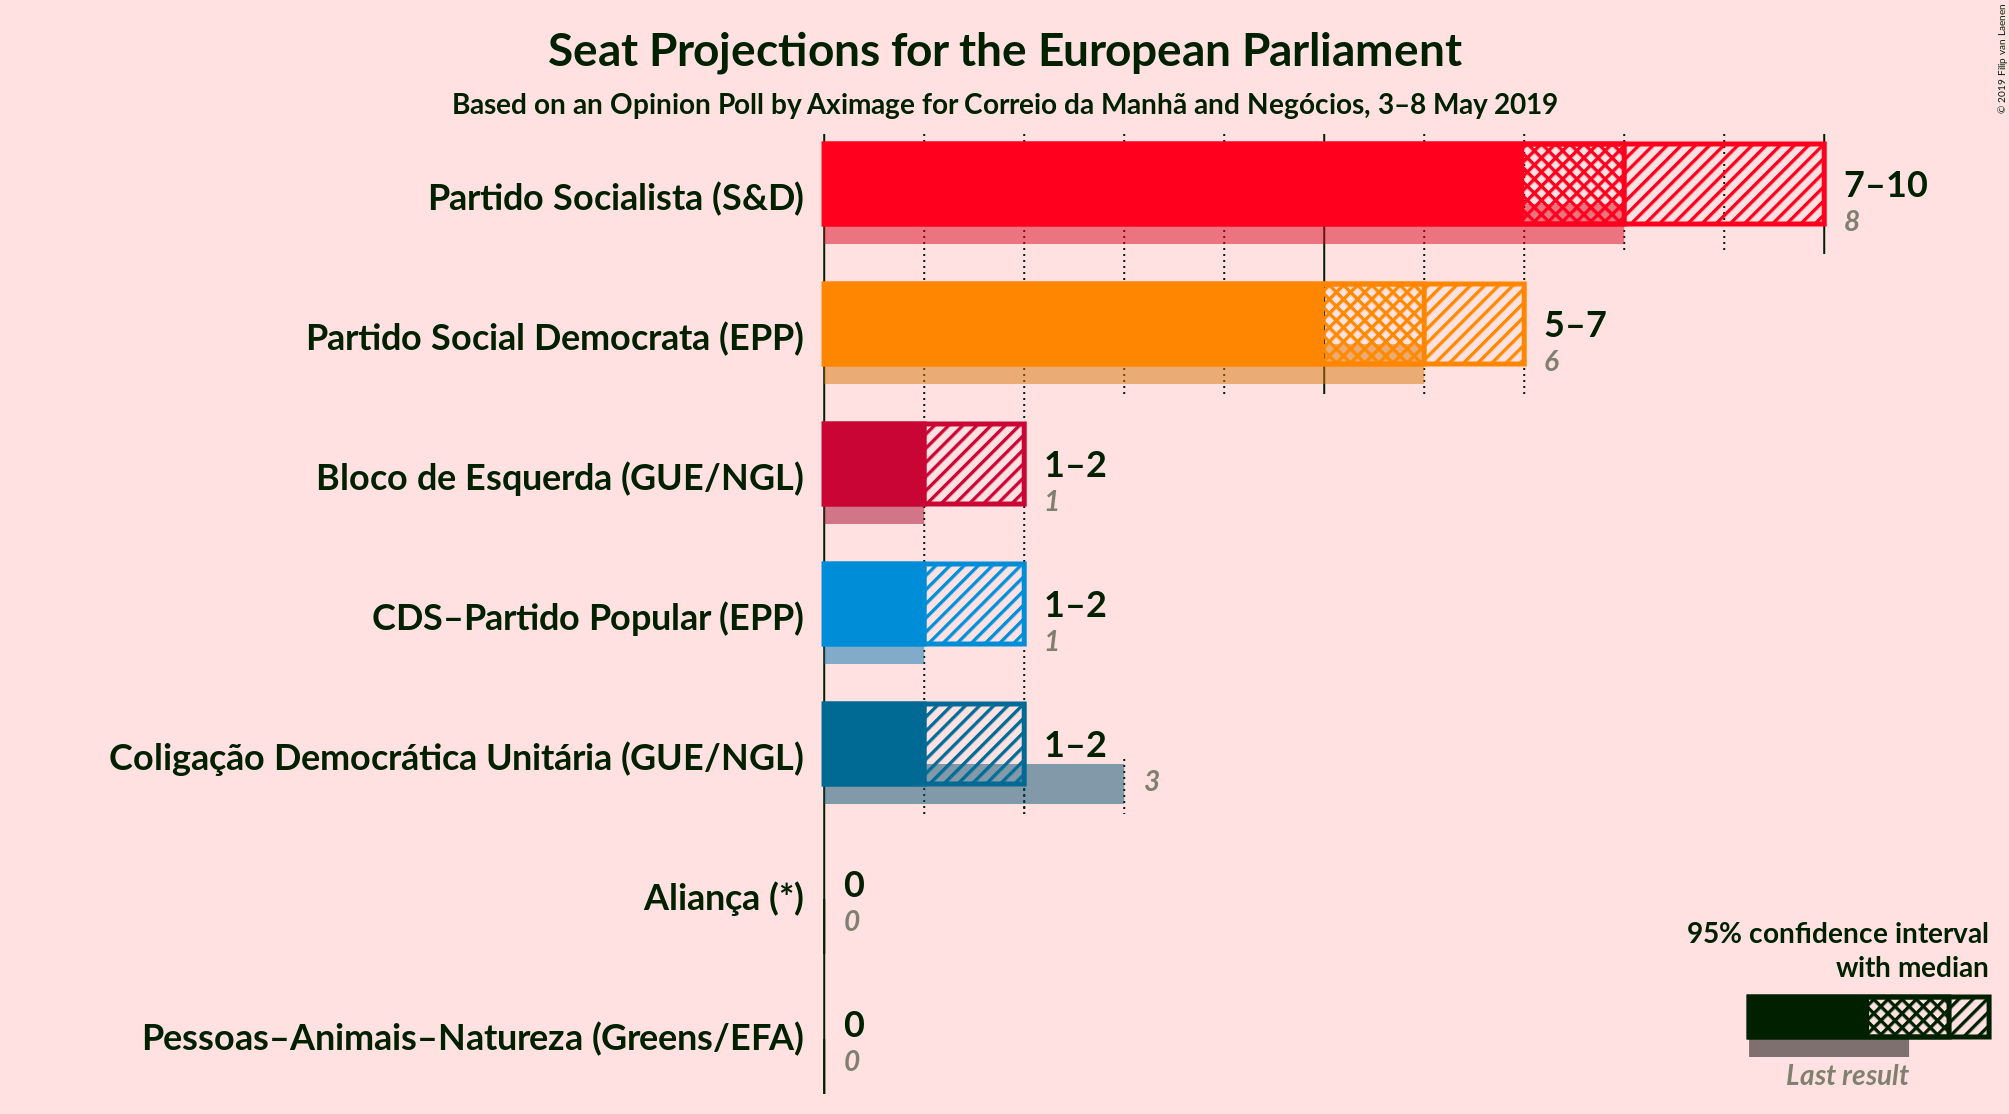 Seat Projections for the European Parliament
Based on an Opinion Poll by Aximage for Correio da Manhã and Negócios, 3–8 May 2019
© 2019 Filip van Laenen
Partido Socialista (S&D)
7–10
8
Partido Social Democrata (EPP)
5–7
6
Bloco de Esquerda (GUE/NGL)
1–2
1
CDS–Partido Popular (EPP)
1–2
1
Coligação Democrática Unitária (GUE/NGL)
1–2
3
Aliança (*)
0
0
Pessoas–Animais–Natureza (Greens/EFA)
0
0
95% confidence interval
with median
Last result